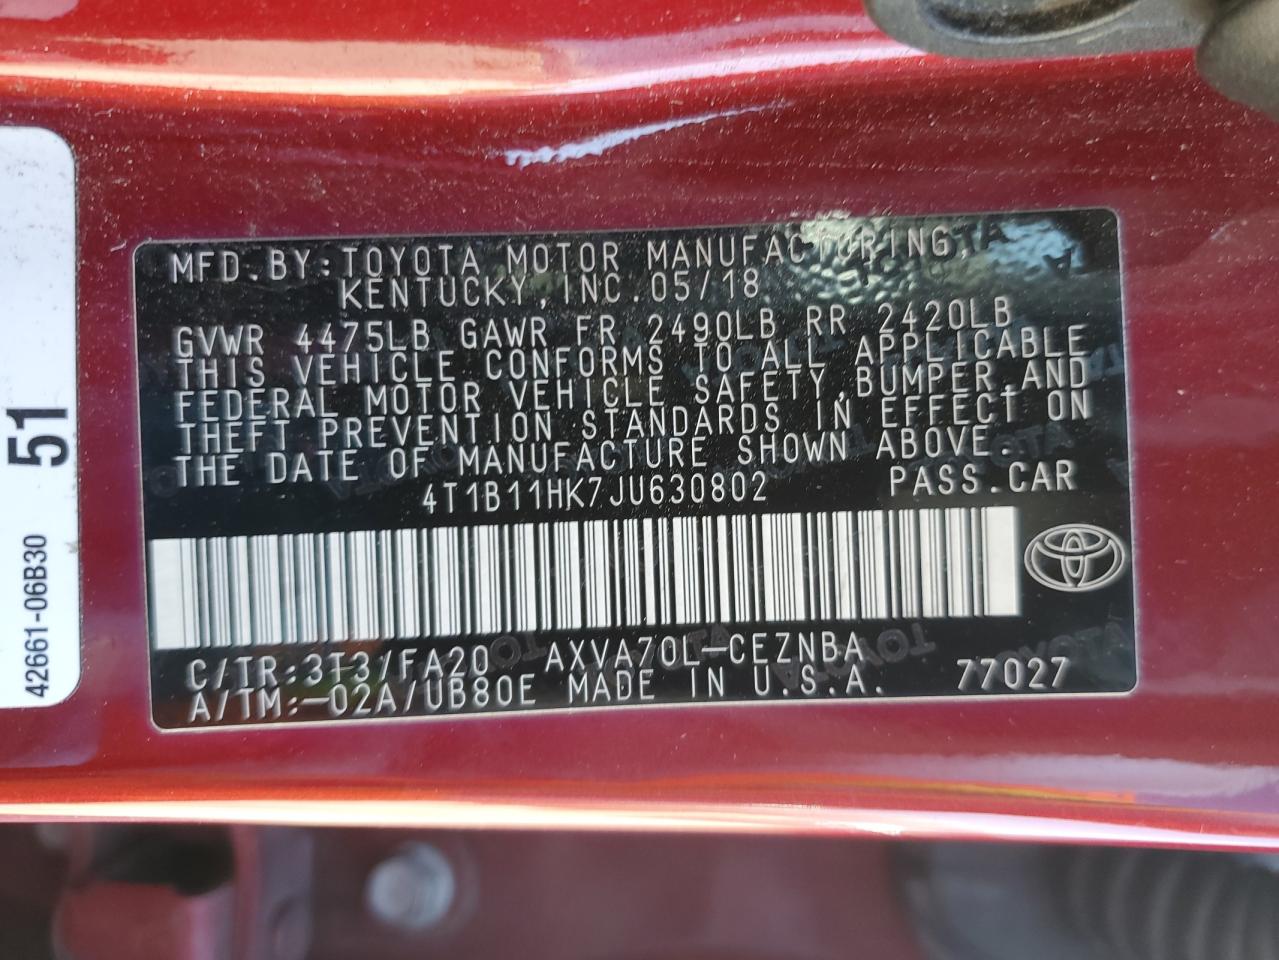 MFD.BY:TOYOTA MOTOR MANUFACTURING,
KENTUCKY,INC.05/18
GVWR 4475LB GAWR FR 2490LB RR 2420LB
THIS VEHICLE CONFORMS TO ALL APPLICABLE
FEDERAL MOTOR VEHICLE SAFETY,BUMPER,AND
THEFT PREVENTION STANDARDS IN EFFECT ON
THE DATE OF MANUFACTURE SHOWN ABOVE.
4T1B11HK7JU630802 PASS.CAR
C/TR:3T3/FA20 AXVA70L-CEZNBA
A/TM:-02A/UB80E MADE IN U.S.A. 77027
51
42661-06B30